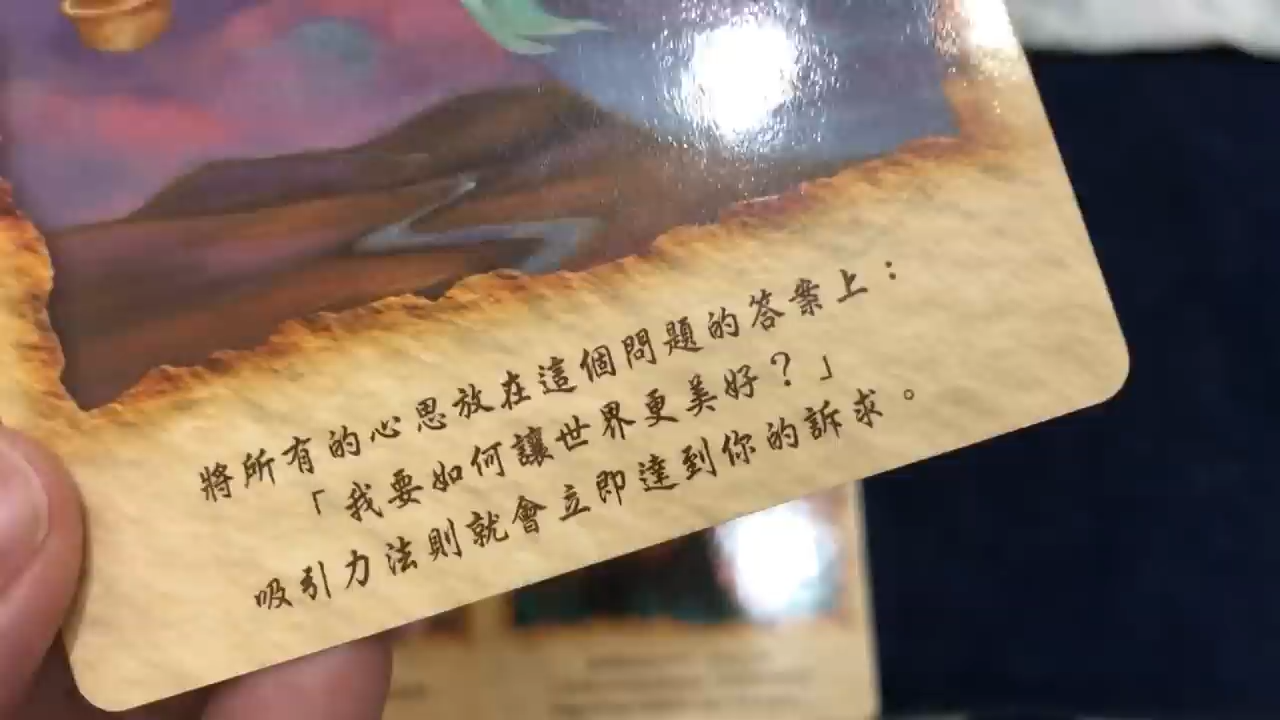 將所有的心思放在這個問題的答案上：
「我要如何讓世界更美好？」
吸引力法則就會立即達到你的訴求。